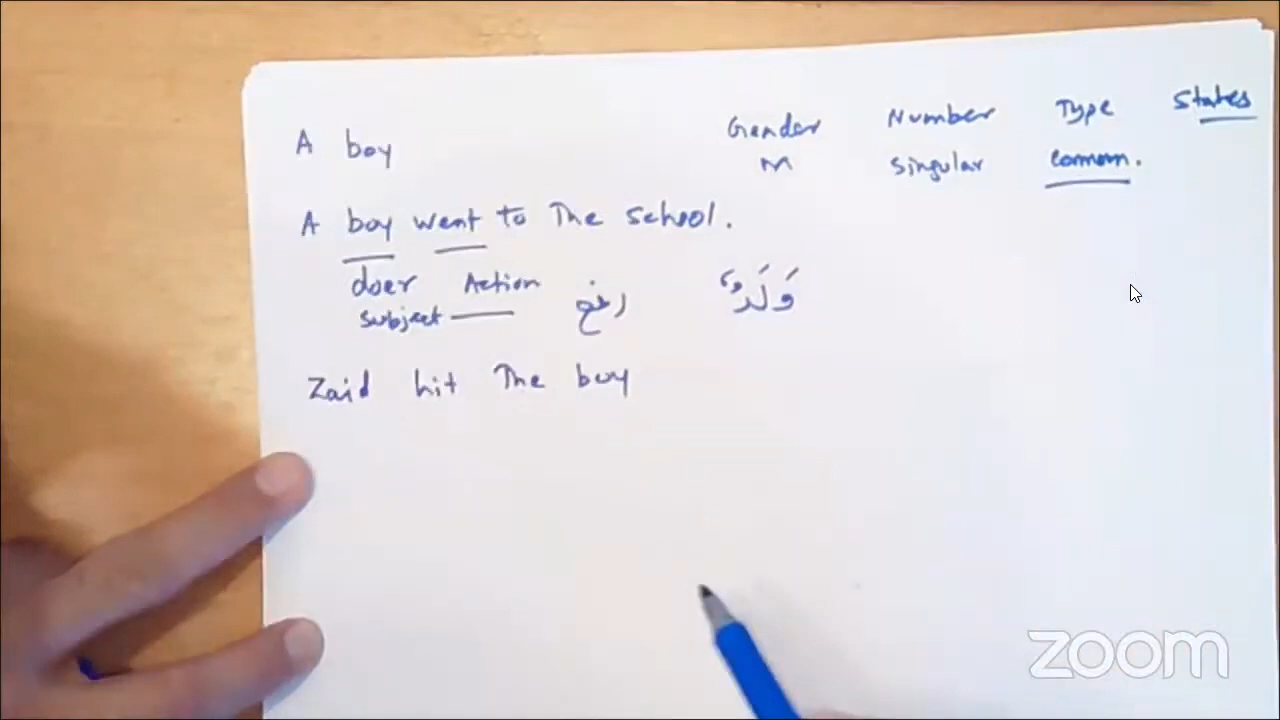 Gender Number Type States
A boy M Singular common.
A boy went to The school.
doer Action
subject رفع وَلَدٌ
Zaid hit The boy
zoom